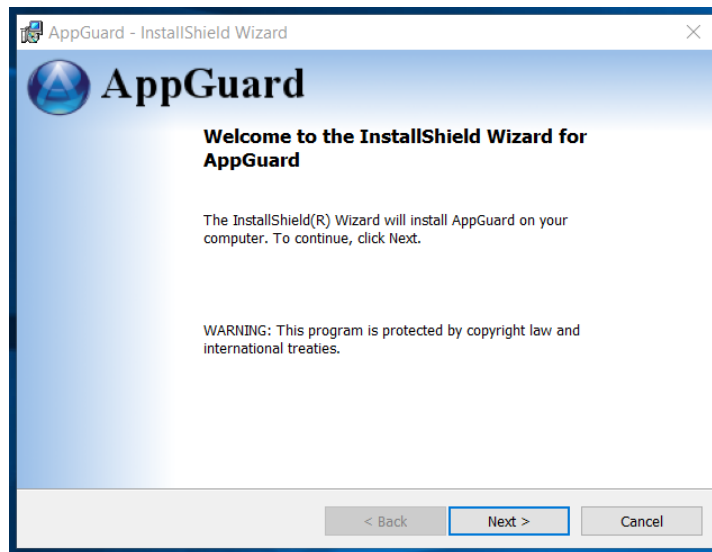 AppGuard - InstallShield Wizard
AppGuard
Welcome to the InstallShield Wizard for
AppGuard
The InstallShield(R) Wizard will install AppGuard on your
computer. To continue, click Next.
WARNING: This program is protected by copyright law and
international treaties.
< Back Next > Cancel